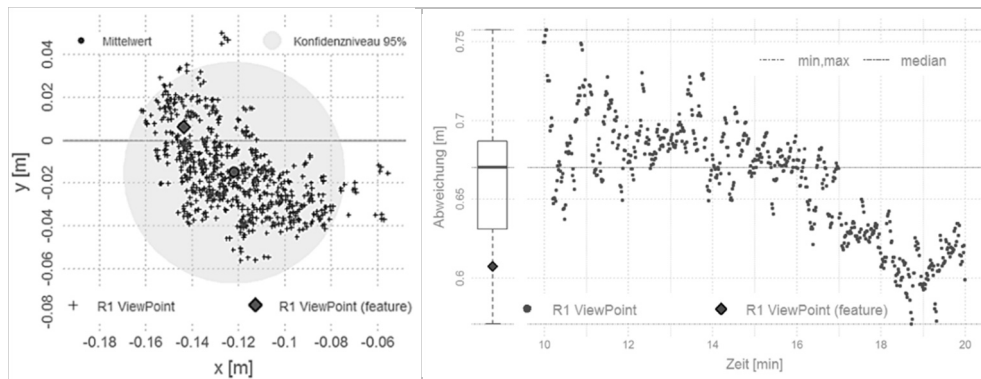 Mittelwert
Konfidenzniveau 95%
0.04
0.02
0
-0.02
-0.04
-0.06
-0.08
y [m]
R1 ViewPoint
R1 ViewPoint (feature)
-0.18 -0.16 -0.14 -0.12 -0.10 -0.08 -0.06
x [m]
0.75
0.7
0.65
0.6
Abweichung [m]
min,max
median
R1 ViewPoint
R1 ViewPoint (feature)
10 12 14 16 18 20
Zeit [min]